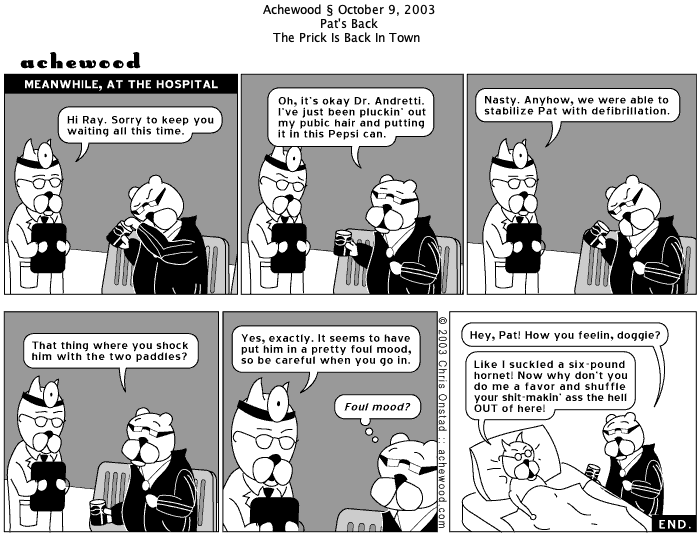 Achewood § October 9, 2003
Pat's Back
The Prick Is Back In Town
achewood
MEANWHILE, AT THE HOSPITAL
Hi Ray. Sorry to keep you
waiting all this time.
Oh, it's okay Dr. Andretti.
I've just been pluckin' out
my pubic hair and putting
it in this Pepsi can.
Nasty. Anyhow, we were able to
stabilize Pat with defibrillation.
That thing where you shock
him with the two paddles?
Yes, exactly. It seems to have
put him in a pretty foul mood,
so be careful when you go in.
Foul mood?
© 2003 Chris Onstad :: achewood.com
Hey, Pat! How you feelin, doggie?
Like I suckled a six-pound
hornet! Now why don't you
do me a favor and shuffle
your shit-makin' ass the hell
OUT of here!
END.